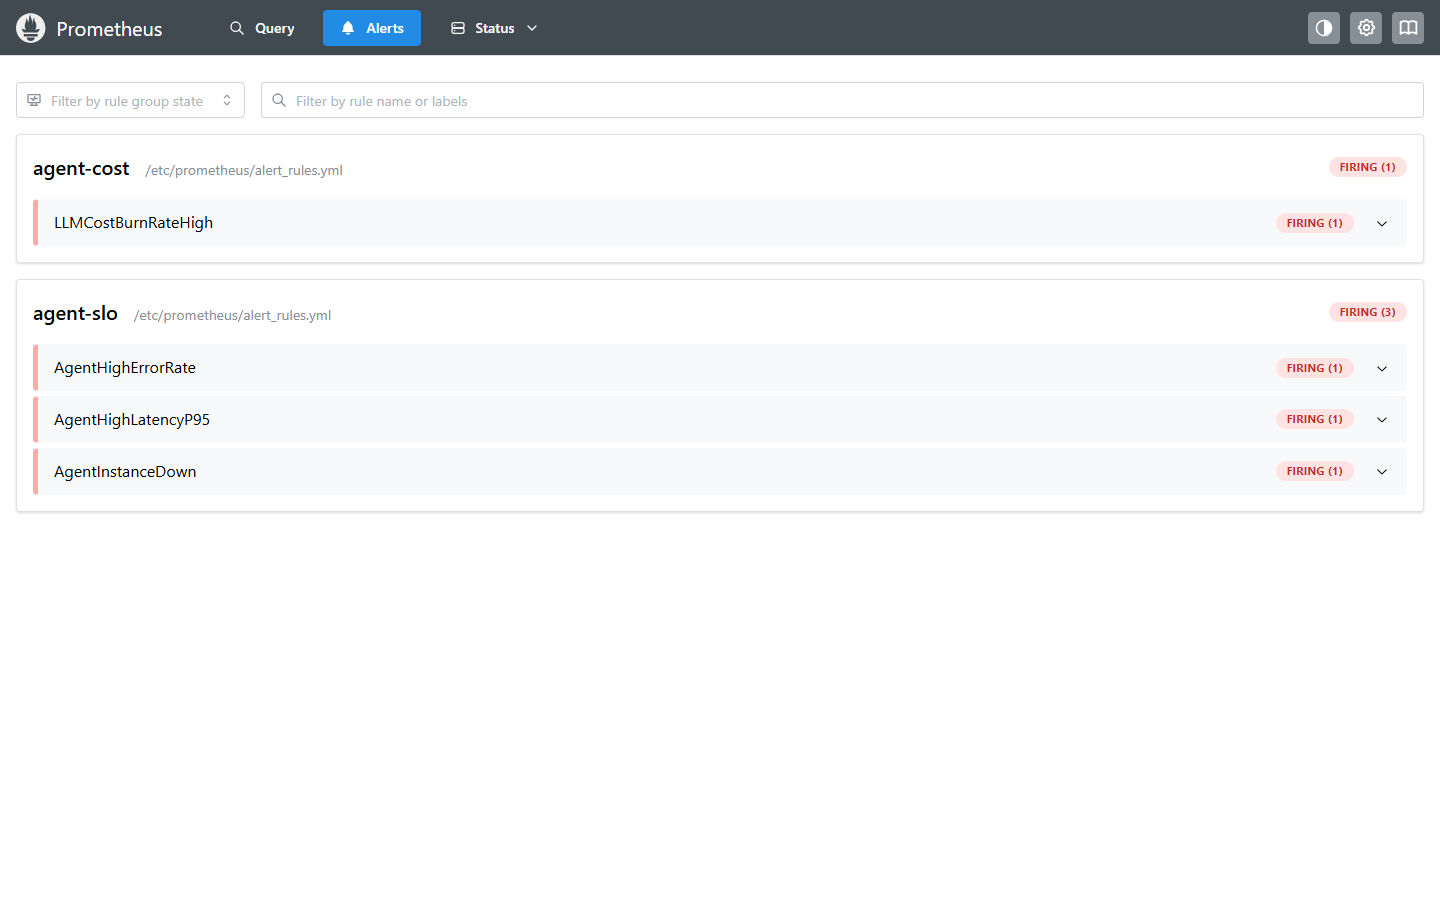 Prometheus Query Alerts Status
Filter by rule group state Filter by rule name or labels
agent-cost /etc/prometheus/alert_rules.yml FIRING (1)
LLMCostBurnRateHigh FIRING (1)
agent-slo /etc/prometheus/alert_rules.yml FIRING (3)
AgentHighErrorRate FIRING (1)
AgentHighLatencyP95 FIRING (1)
AgentInstanceDown FIRING (1)